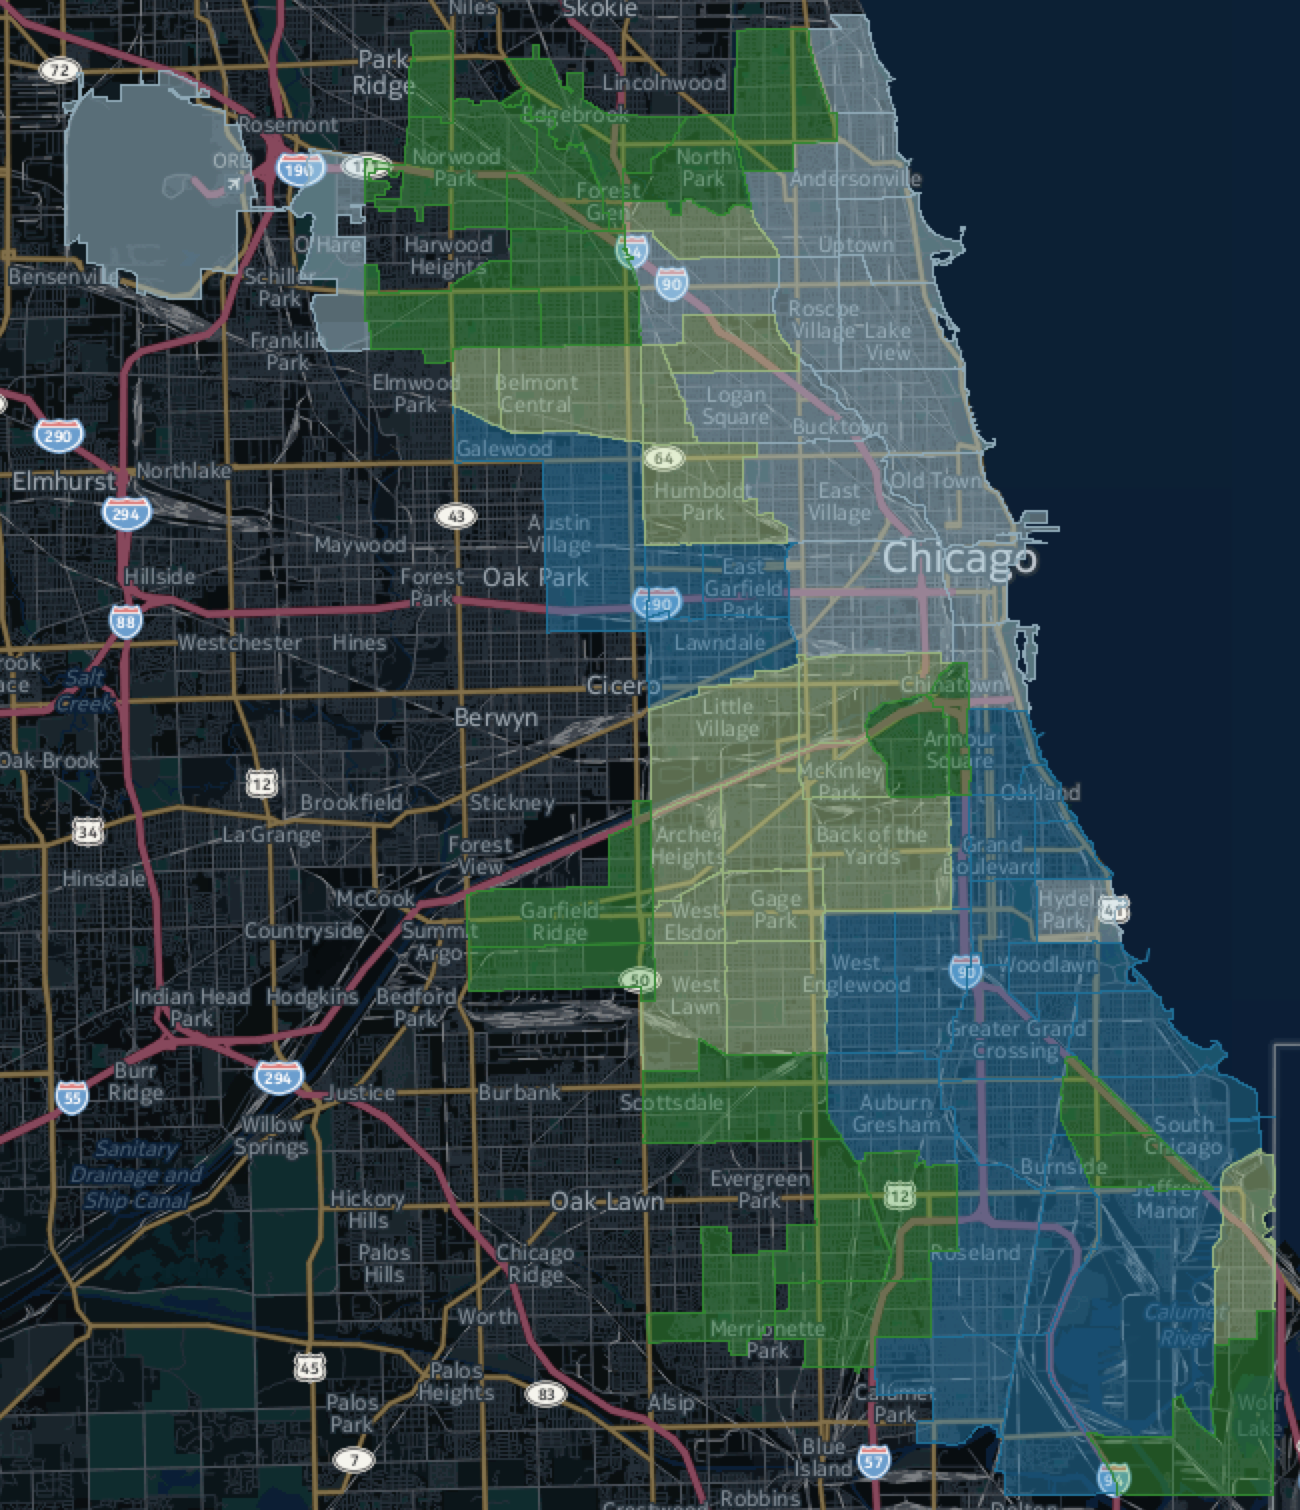 Niles
Skokie
72
Park
Ridge
Lincolnwood
Rosemont
Edgebrook
ORD
190
Norwood
Park
North
Park
Andersonville
Forest
Glen
O'Hare
Harwood
Heights
94
Uptown
Bensenville
Schiller
Park
90
Roscoe
Village
Lake
View
Franklin
Park
Elmwood
Park
Belmont
Central
Logan
Square
Bucktown
290
Galewood
64
Northlake
Elmhurst
Old Town
294
43
Humboldt
Park
East
Village
Austin
Village
Maywood
Chicago
Hillside
Forest
Park
Oak Park
East
Garfield
Park
290
88
Westchester
Hines
Lawndale
Salt
Creek
Cicero
Chinatown
Berwyn
Little
Village
Oak Brook
Armour
Square
12
McKinley
Park
Oakland
Brookfield
Stickney
34
La Grange
Forest
View
Archer
Heights
Back of the
Yards
Grand
Boulevard
Hinsdale
McCook
Garfield
Ridge
West
Elsdon
Gage
Park
Hyde
Park
Countryside
Summit
Argo
50
West
Englewood
90
Woodlawn
Indian Head
Park
Hodgkins
Bedford
Park
West
Lawn
Greater Grand
Crossing
Burr
Ridge
294
55
Justice
Burbank
Scottsdale
Auburn
Gresham
South
Chicago
Willow
Springs
Sanitary
Drainage and
Ship Canal
Burnside
Evergreen
Park
12
Jeffrey
Manor
Hickory
Hills
Oak Lawn
Palos
Hills
Chicago
Ridge
Roseland
Worth
Merrionette
Park
Calumet
River
45
Palos
Heights
83
Palos
Park
Alsip
Calumet
Park
Wolf
Lake
7
Blue
Island
57
94
Robbins
Crestwood
Dolton